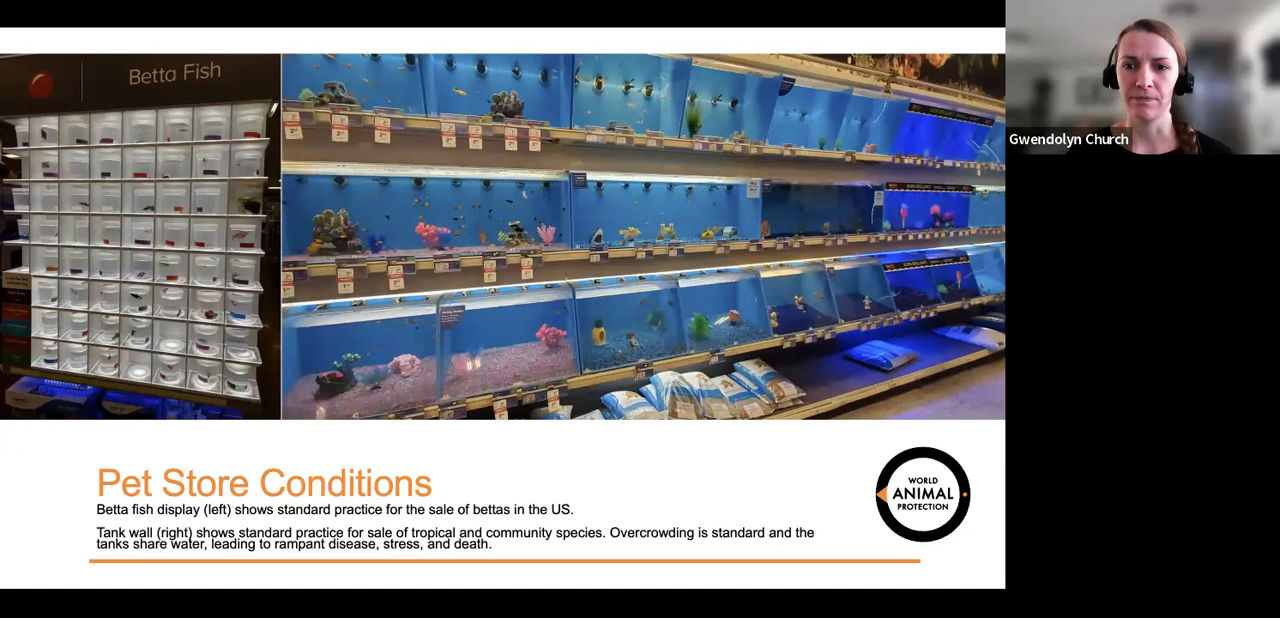 Betta Fish
Gwendolyn Church
Pet Store Conditions
Betta fish display (left) shows standard practice for the sale of bettas in the US.
Tank wall (right) shows standard practice for sale of tropical and community species. Overcrowding is standard and the
tanks share water, leading to rampant disease, stress, and death.
WORLD
ANIMAL
PROTECTION